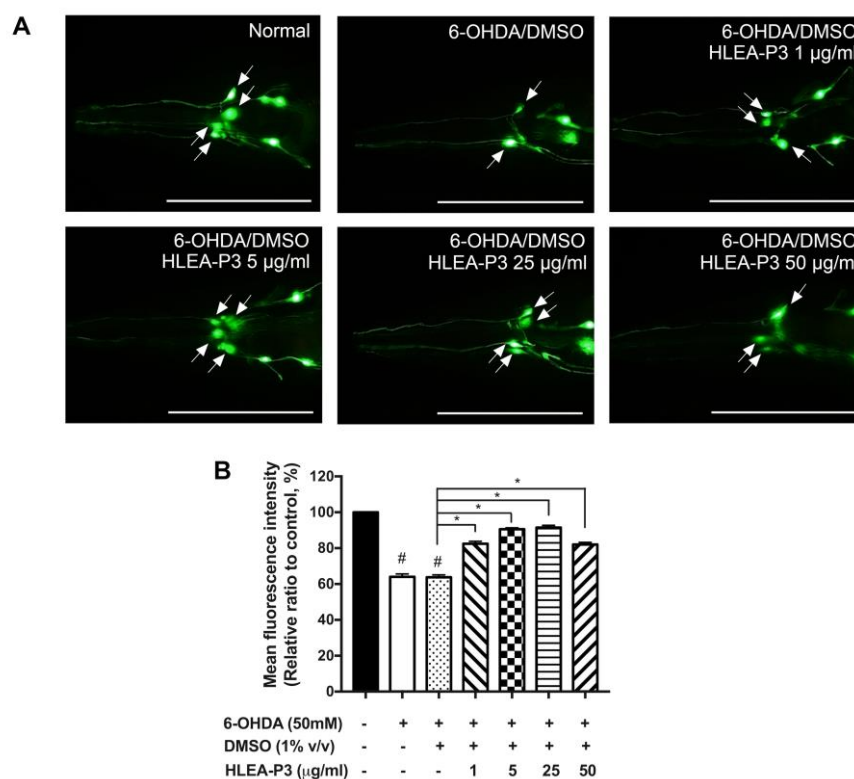 A
Normal
6-OHDA/DMSO
6-OHDA/DMSO
HLEA-P3 1 µg/ml
6-OHDA/DMSO
HLEA-P3 5 µg/ml
6-OHDA/DMSO
HLEA-P3 25 µg/ml
6-OHDA/DMSO
HLEA-P3 50 µg/ml
B
Mean fluorescence intensity
(Relative ratio to control, %)
120
100
80
60
40
20
0
# # * * * *
6-OHDA (50mM) - + + + + + +
DMSO (1% v/v) - - + + + + +
HLEA-P3 (µg/ml) - - - 1 5 25 50